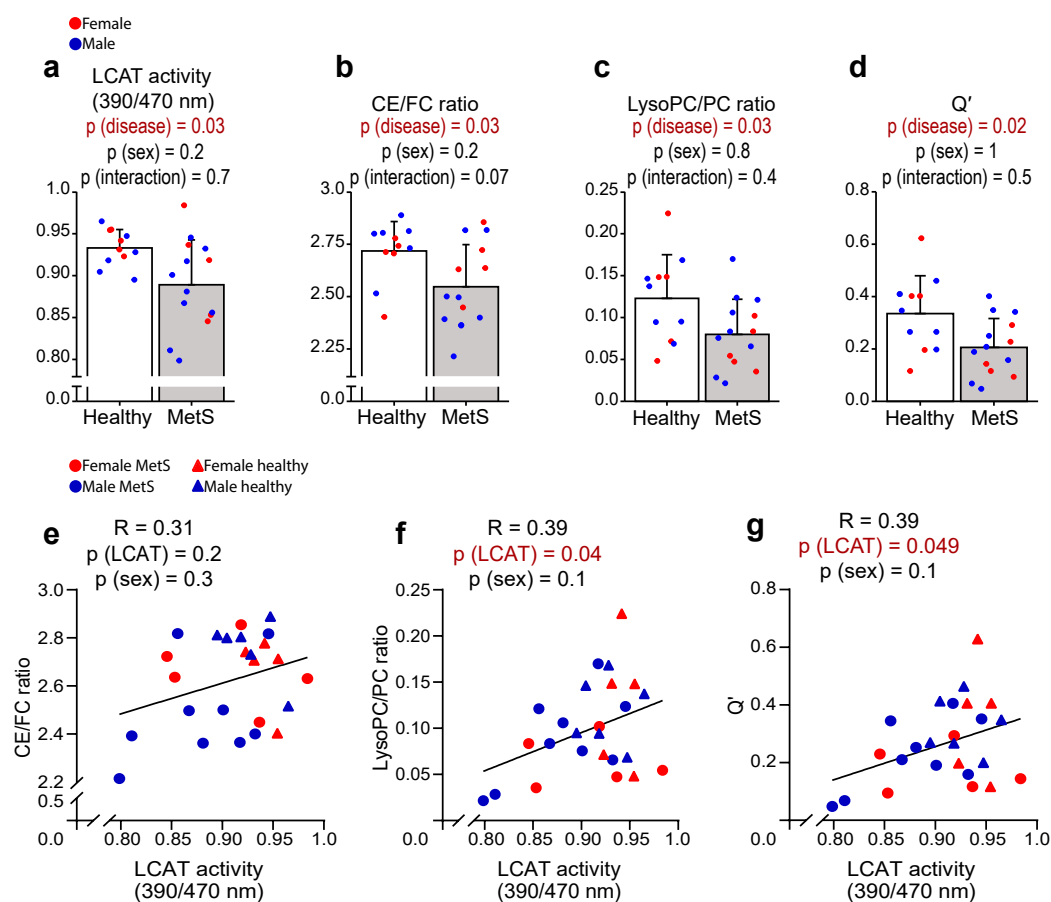 Female
Male
a
LCAT activity
(390/470 nm)
p (disease) = 0.03
p (sex) = 0.2
p (interaction) = 0.7
1.0
0.95
0.90
0.85
0.80
0.0
Healthy MetS
b
CE/FC ratio
p (disease) = 0.03
p (sex) = 0.2
p (interaction) = 0.07
3.0
2.75
2.50
2.25
0.0
Healthy MetS
c
LysoPC/PC ratio
p (disease) = 0.03
p (sex) = 0.8
p (interaction) = 0.4
0.25
0.20
0.15
0.10
0.05
0.0
Healthy MetS
d
Q′
p (disease) = 0.02
p (sex) = 1
p (interaction) = 0.5
0.8
0.6
0.4
0.2
0.0
Healthy MetS
Female MetS Female healthy
Male MetS Male healthy
e
R = 0.31
p (LCAT) = 0.2
p (sex) = 0.3
CE/FC ratio
3.0
2.8
2.6
2.4
2.2
0.5
0.0
0.80 0.85 0.90 0.95 1.0
LCAT activity
(390/470 nm)
f
R = 0.39
p (LCAT) = 0.04
p (sex) = 0.1
LysoPC/PC ratio
0.25
0.20
0.15
0.10
0.05
0.0
0.80 0.85 0.90 0.95 1.0
LCAT activity
(390/470 nm)
g
R = 0.39
p (LCAT) = 0.049
p (sex) = 0.1
Q′
0.8
0.6
0.4
0.2
0.0
0.80 0.85 0.90 0.95 1.0
LCAT activity
(390/470 nm)